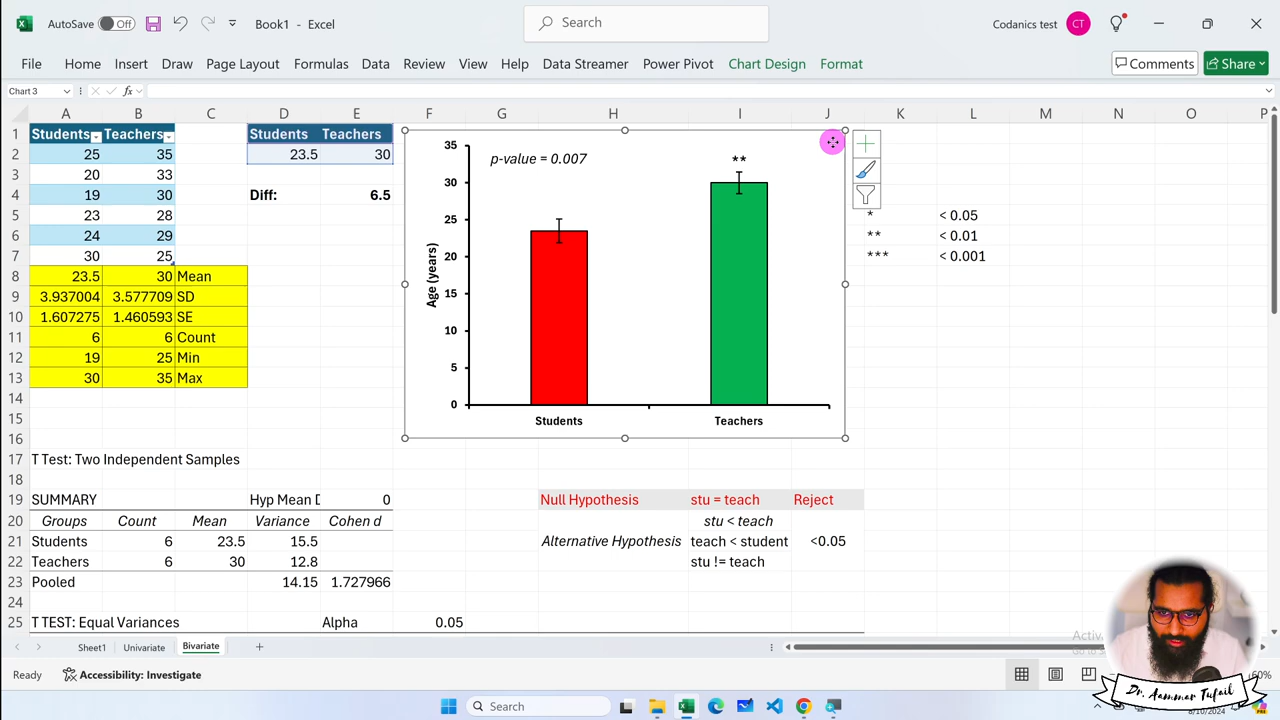 AutoSave Off Book1 - Excel Search Codanics test CT
File Home Insert Draw Page Layout Formulas Data Review View Help Data Streamer Power Pivot Chart Design Format Comments Share
Chart 3 fx
A B C D E F G H I J K L M N O P
1 Students Teachers Students Teachers
2 25 35 23.5 30
3 20 33
4 19 30 Diff: 6.5
5 23 28 * < 0.05
6 24 29 ** < 0.01
7 30 25 *** < 0.001
8 23.5 30 Mean
9 3.937004 3.577709 SD
10 1.607275 1.460593 SE
11 6 6 Count
12 19 25 Min
13 30 35 Max
14
15
16
p-value = 0.007
**
Age (years)
35
30
25
20
15
10
5
0
Students Teachers
17 T Test: Two Independent Samples
18
19 SUMMARY Hyp Mean D 0 Null Hypothesis stu = teach Reject
20 Groups Count Mean Variance Cohen d stu < teach
21 Students 6 23.5 15.5 Alternative Hypothesis teach < student <0.05
22 Teachers 6 30 12.8 stu != teach
23 Pooled 14.15 1.727966
24
25 T TEST: Equal Variances Alpha 0.05
Sheet1 Univariate Bivariate
Ready Accessibility: Investigate
Search
8/10/2024
Dr. Aammar Tufail